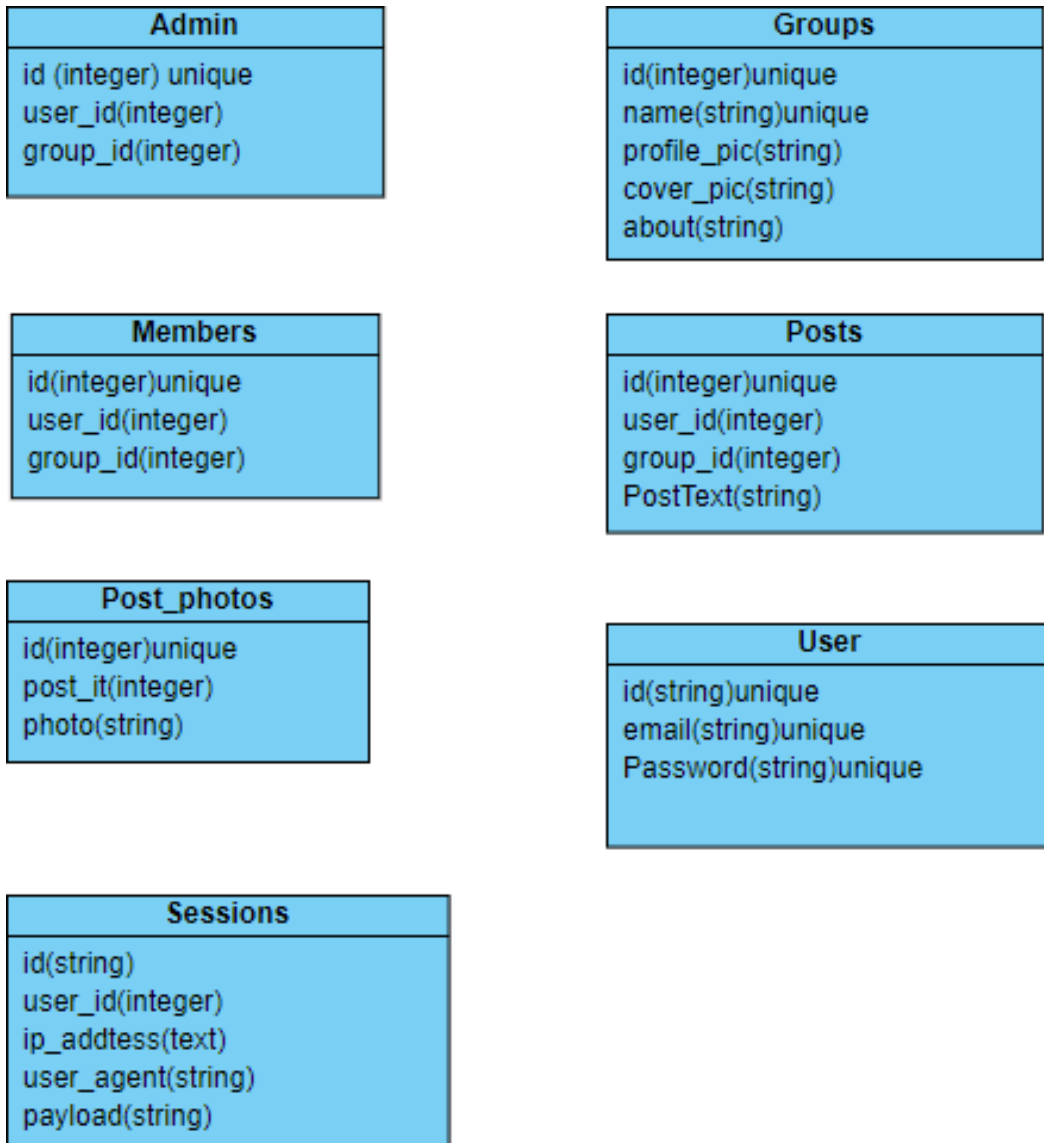 Admin
id (integer) unique
user_id(integer)
group_id(integer)
Groups
id(integer)unique
name(string)unique
profile_pic(string)
cover_pic(string)
about(string)
Members
id(integer)unique
user_id(integer)
group_id(integer)
Posts
id(integer)unique
user_id(integer)
group_id(integer)
PostText(string)
Post_photos
id(integer)unique
post_it(integer)
photo(string)
User
id(string)unique
email(string)unique
Password(string)unique
Sessions
id(string)
user_id(integer)
ip_addtess(text)
user_agent(string)
payload(string)